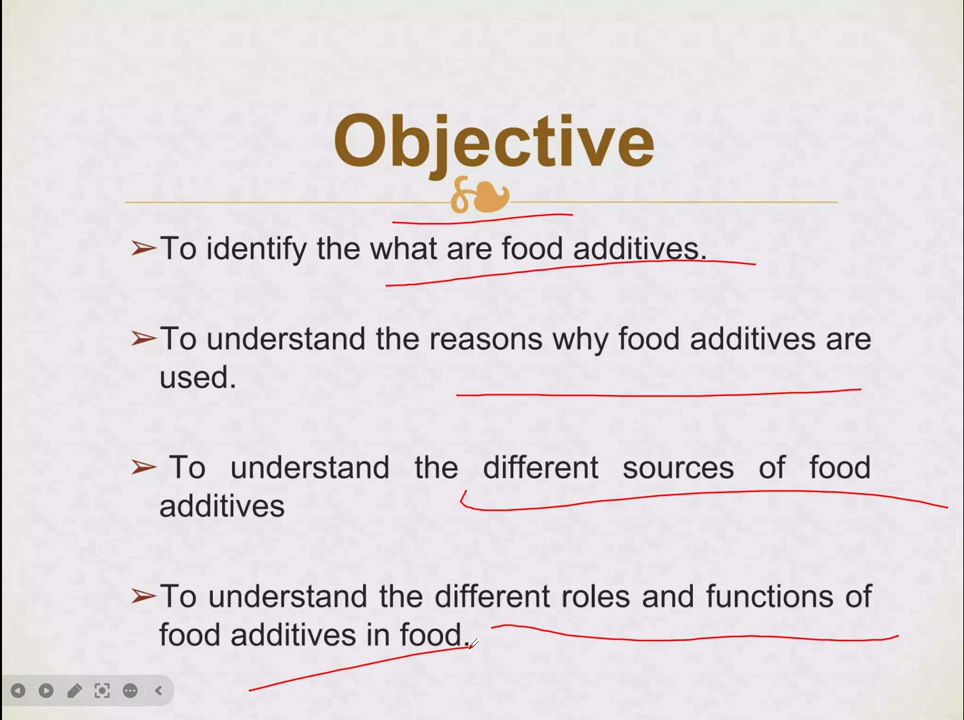 Objective
➢To identify the what are food additives.
➢To understand the reasons why food additives are
used.
➢ To understand the different sources of food
additives
➢To understand the different roles and functions of
food additives in food.